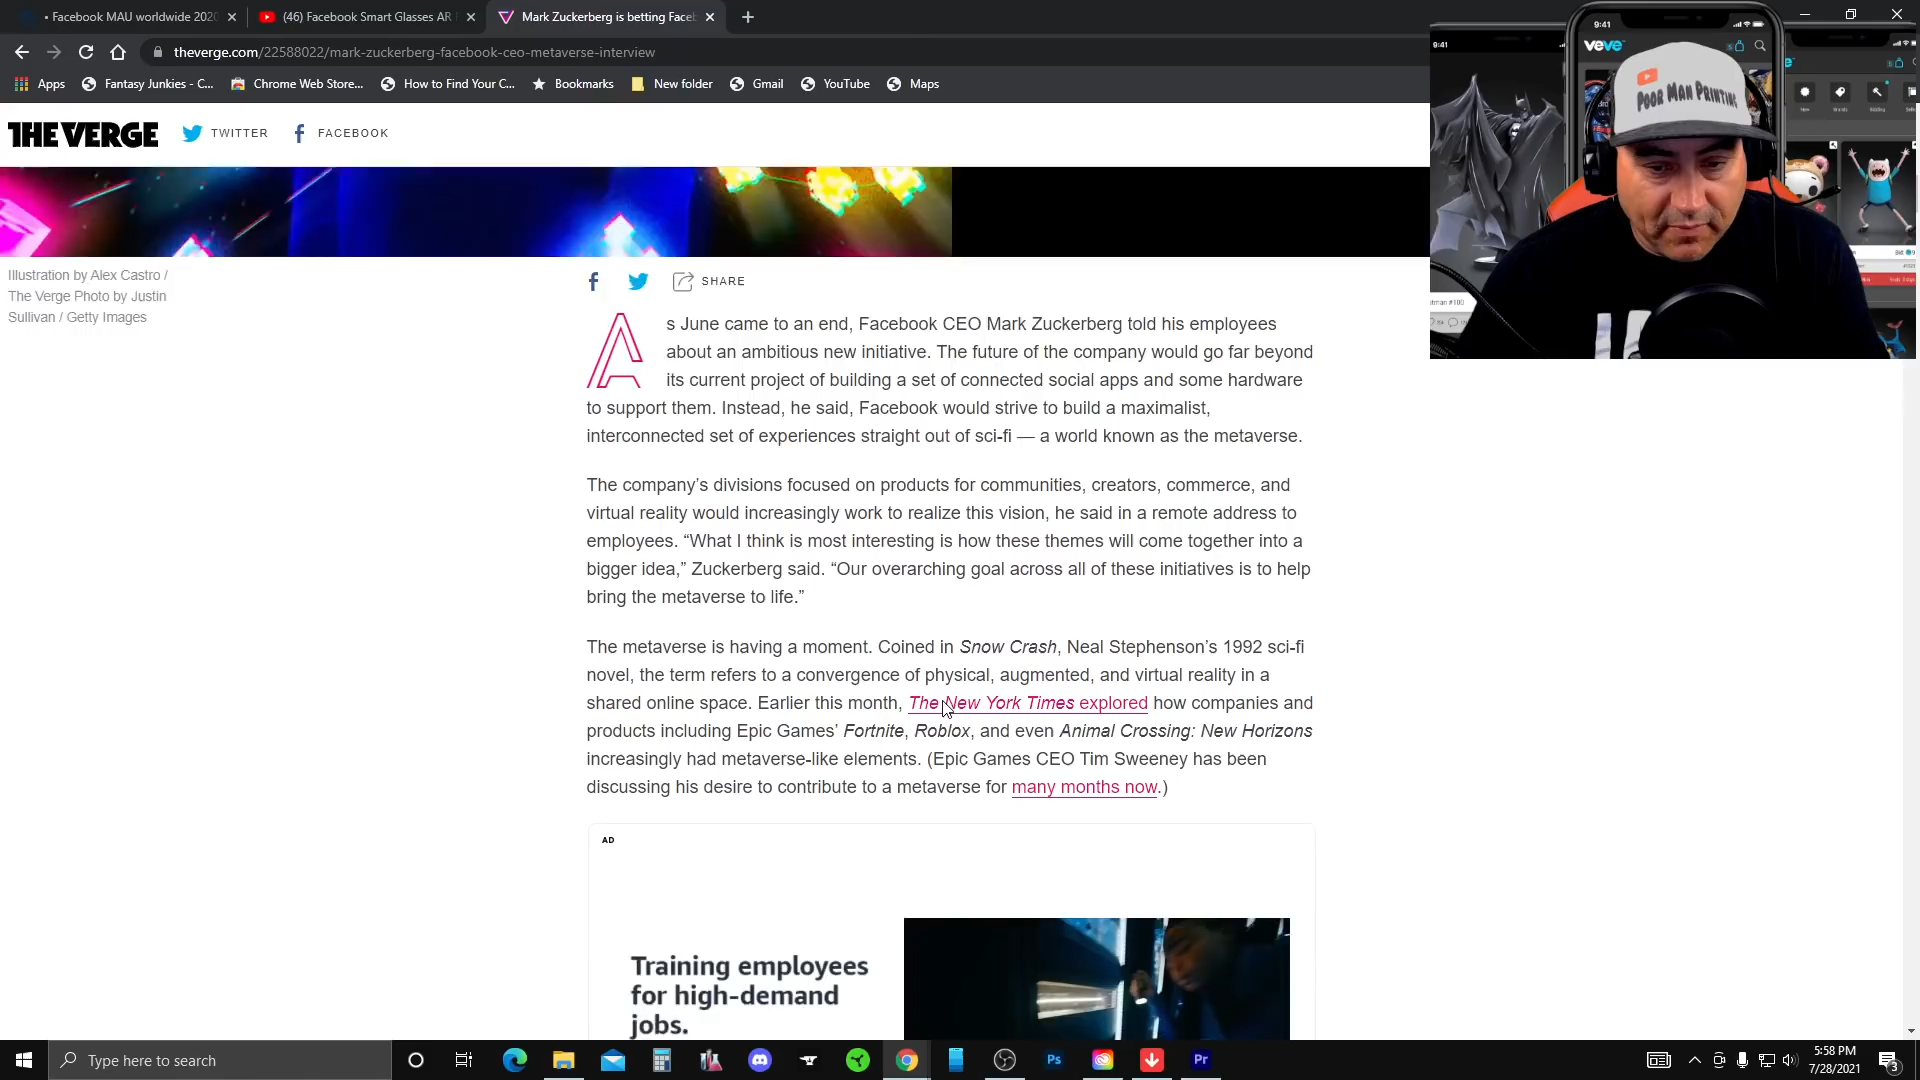 Facebook MAU worldwide 202
(46) Facebook Smart Glasses AR
Mark Zuckerberg is betting Face
theverge.com/22588022/mark-zuckerberg-facebook-ceo-metaverse-interview
Apps
Fantasy Junkies - C...
Chrome Web Store...
How to Find Your C...
Bookmarks
New folder
Gmail
YouTube
Maps
THE VERGE
TWITTER
FACEBOOK
9:41
9:41
veve
POOR MAN PRINTING
Illustration by Alex Castro /
The Verge Photo by Justin
Sullivan / Getty Images
SHARE
As June came to an end, Facebook CEO Mark Zuckerberg told his employees
about an ambitious new initiative. The future of the company would go far beyond
its current project of building a set of connected social apps and some hardware
to support them. Instead, he said, Facebook would strive to build a maximalist,
interconnected set of experiences straight out of sci-fi — a world known as the metaverse.
The company's divisions focused on products for communities, creators, commerce, and
virtual reality would increasingly work to realize this vision, he said in a remote address to
employees. “What I think is most interesting is how these themes will come together into a
bigger idea,” Zuckerberg said. “Our overarching goal across all of these initiatives is to help
bring the metaverse to life.”
The metaverse is having a moment. Coined in Snow Crash, Neal Stephenson's 1992 sci-fi
novel, the term refers to a convergence of physical, augmented, and virtual reality in a
shared online space. Earlier this month, The New York Times explored how companies and
products including Epic Games' Fortnite, Roblox, and even Animal Crossing: New Horizons
increasingly had metaverse-like elements. (Epic Games CEO Tim Sweeney has been
discussing his desire to contribute to a metaverse for many months now.)
AD
Training employees
for high-demand
jobs.
Type here to search
Ps
Pr
5:58 PM
7/28/2021
3